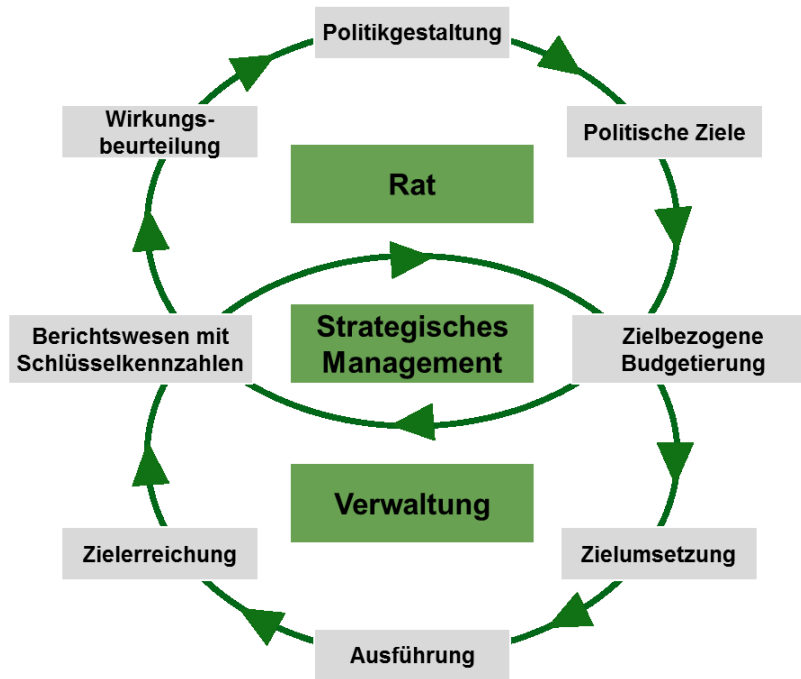 Politikgestaltung
Wirkungs-
beurteilung
Politische Ziele
Rat
Berichtswesen mit
Schlüsselkennzahlen
Strategisches
Management
Zielbezogene
Budgetierung
Verwaltung
Zielerreichung
Zielumsetzung
Ausführung